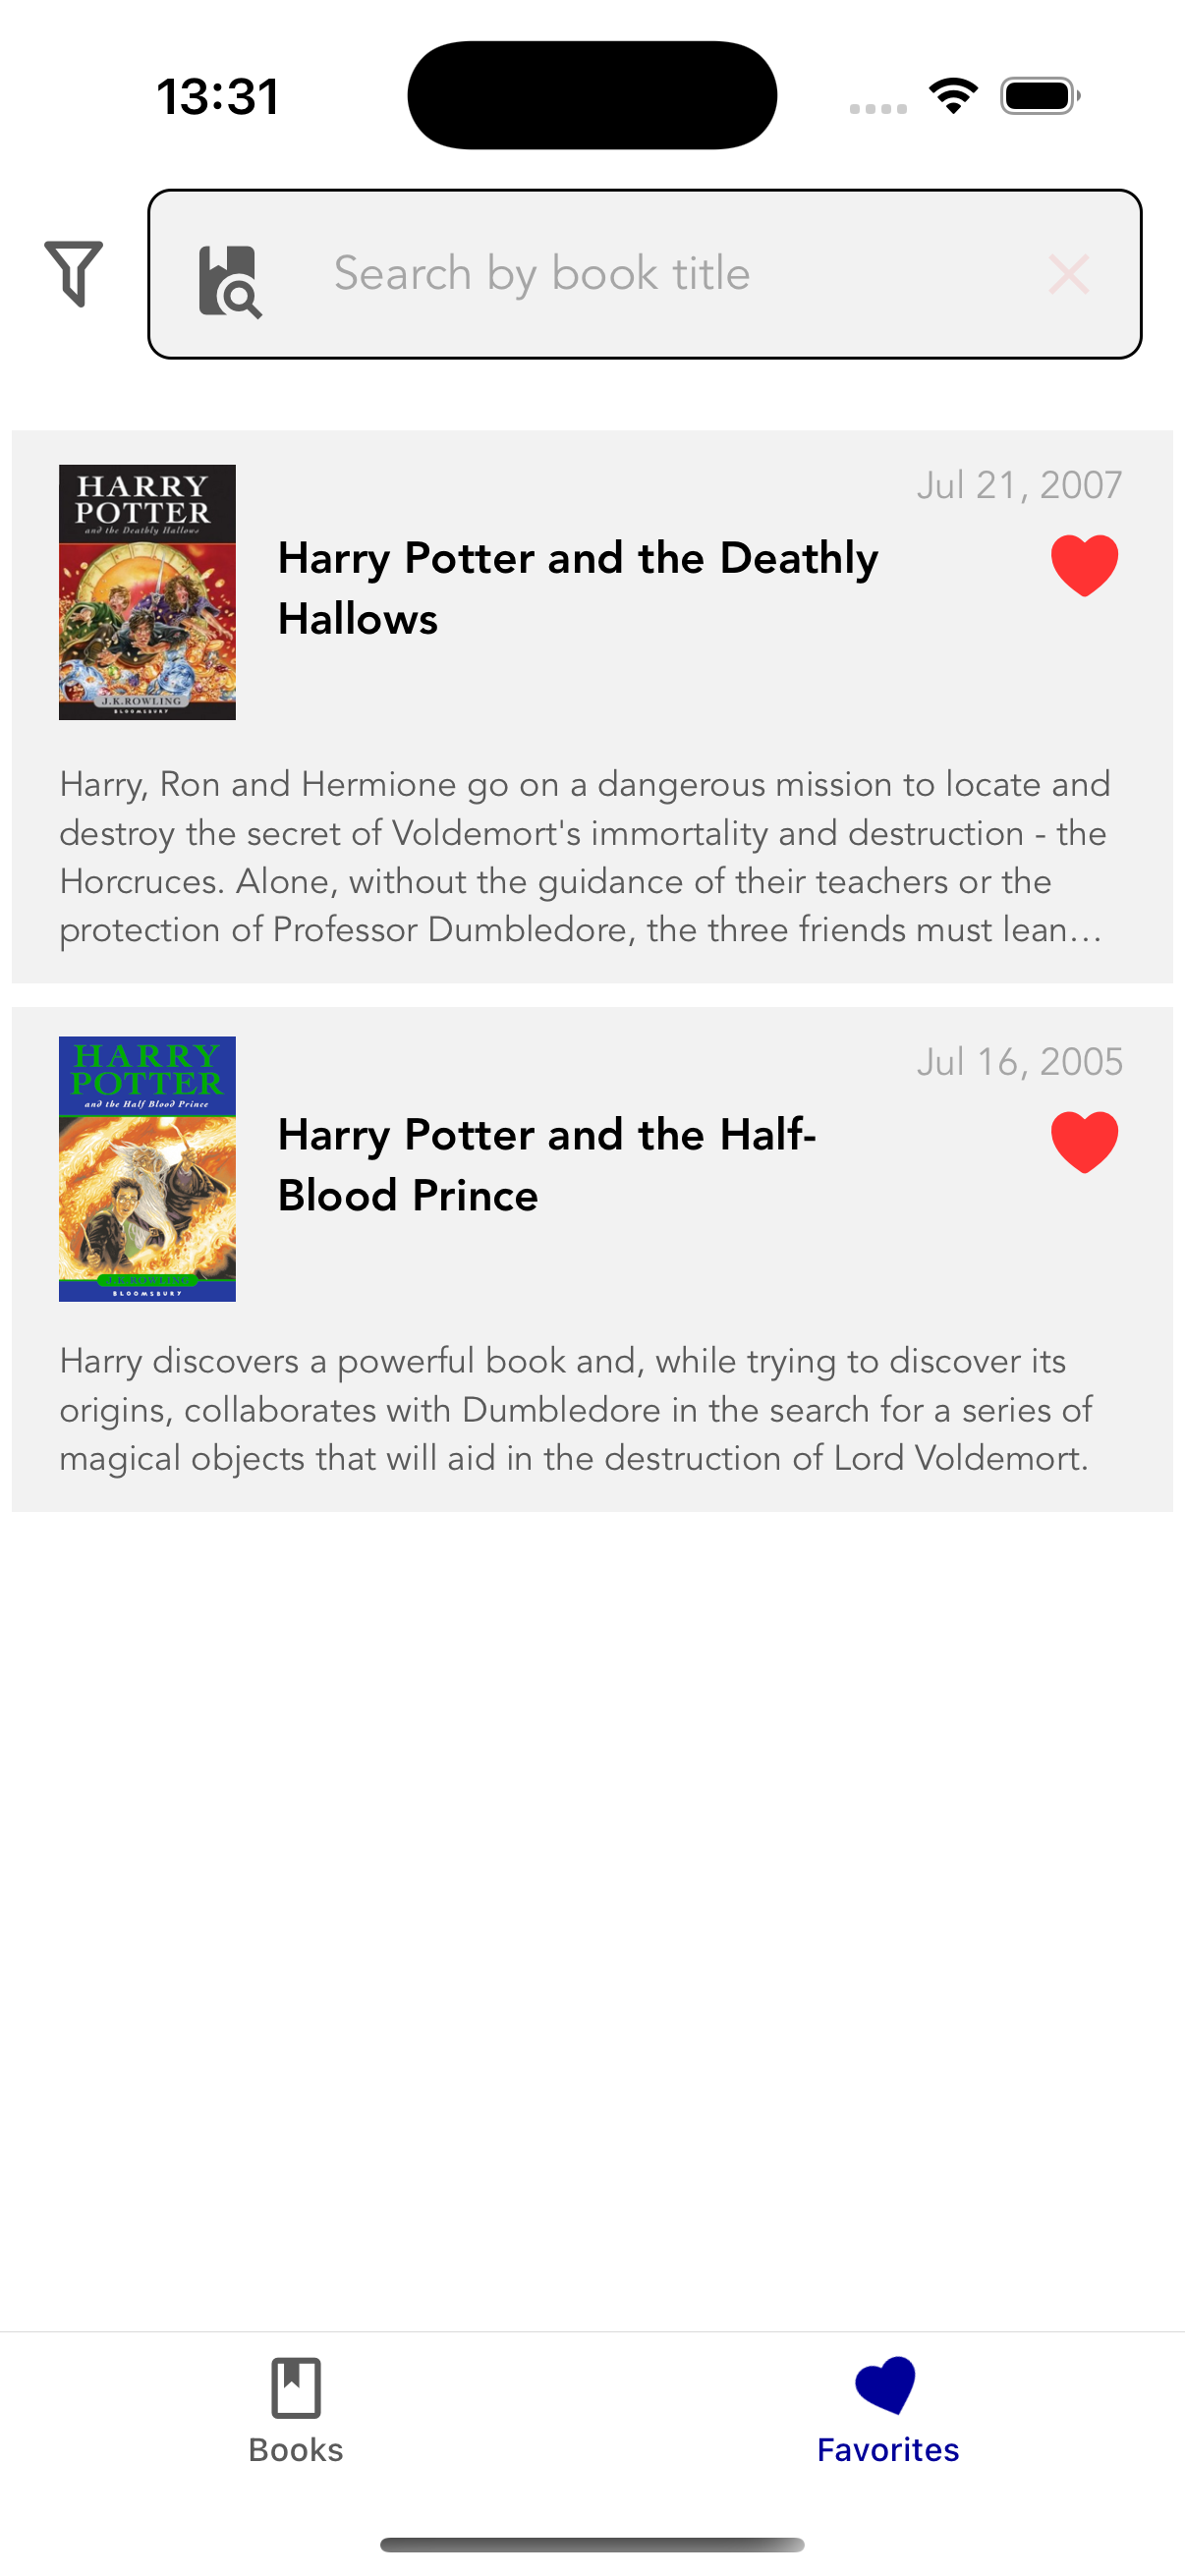 13:31
Search by book title
HARRY
POTTER
and the Deathly Hallows
J.K.ROWLING
BLOOMSBURY
Jul 21, 2007
Harry Potter and the Deathly
Hallows
Harry, Ron and Hermione go on a dangerous mission to locate and
destroy the secret of Voldemort's immortality and destruction - the
Horcruces. Alone, without the guidance of their teachers or the
protection of Professor Dumbledore, the three friends must lean...
HARRY
POTTER
and the Half Blood Prince
J.K.ROWLING
BLOOMSBURY
Jul 16, 2005
Harry Potter and the Half-
Blood Prince
Harry discovers a powerful book and, while trying to discover its
origins, collaborates with Dumbledore in the search for a series of
magical objects that will aid in the destruction of Lord Voldemort.
Books
Favorites